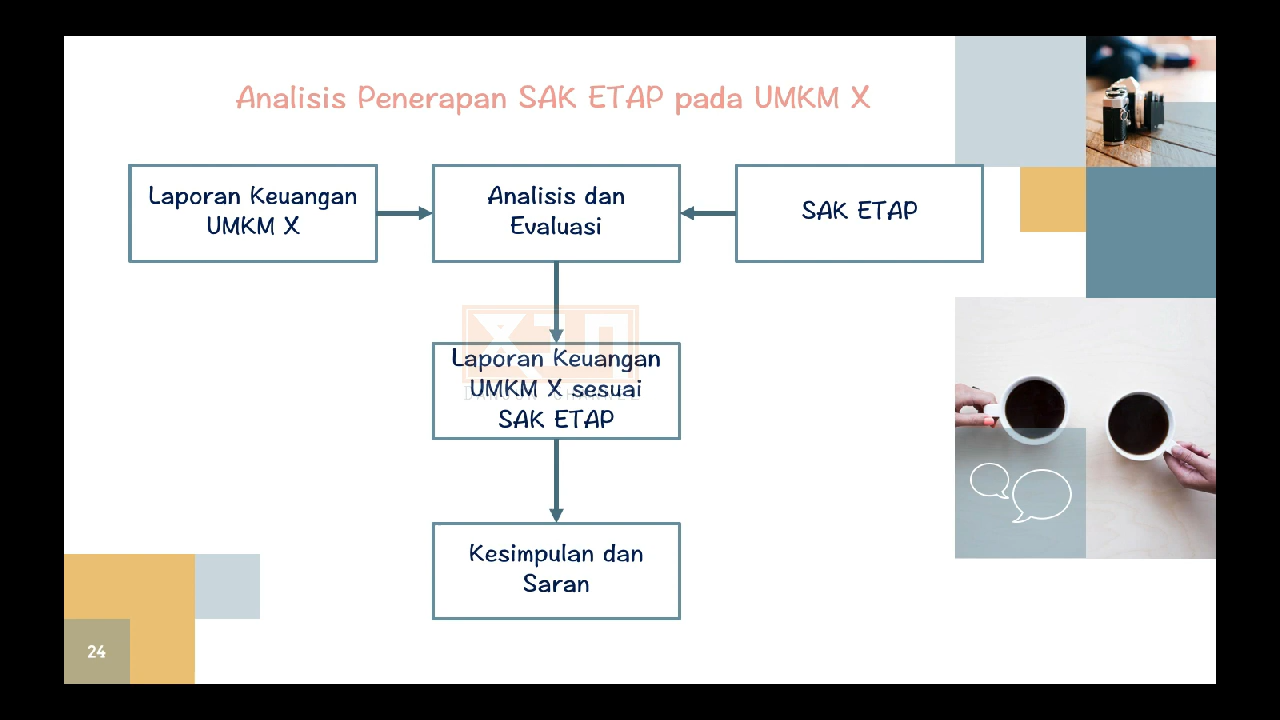 Analisis Penerapan SAK ETAP pada UMKM X
Laporan Keuangan
UMKM X
Analisis dan
Evaluasi
SAK ETAP
Laporan Keuangan
UMKM X sesuai
SAK ETAP
Kesimpulan dan
Saran
24